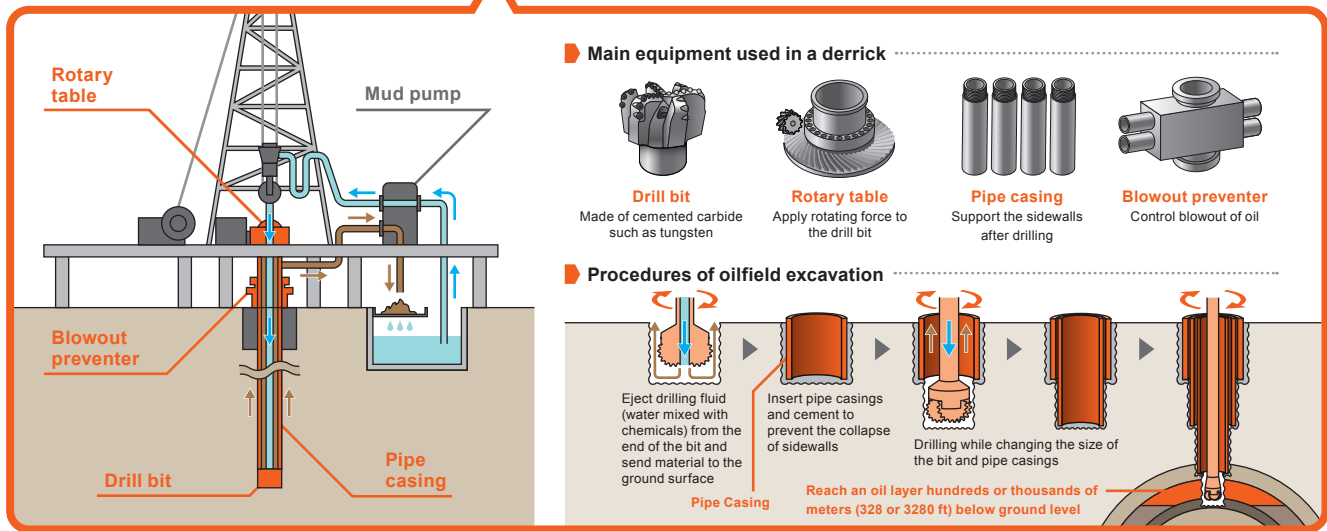 Rotary
table
Mud pump
Blowout
preventer
Drill bit
Pipe
casing
Main equipment used in a derrick
Drill bit
Made of cemented carbide
such as tungsten
Rotary table
Apply rotating force to
the drill bit
Pipe casing
Support the sidewalls
after drilling
Blowout preventer
Control blowout of oil
Procedures of oilfield excavation
Eject drilling fluid
(water mixed with
chemicals) from the
end of the bit and
send material to the
ground surface
Insert pipe casings
and cement to
prevent the collapse
of sidewalls
Pipe Casing
Drilling while changing the size of
the bit and pipe casings
Reach an oil layer hundreds or thousands of
meters (328 or 3280 ft) below ground level